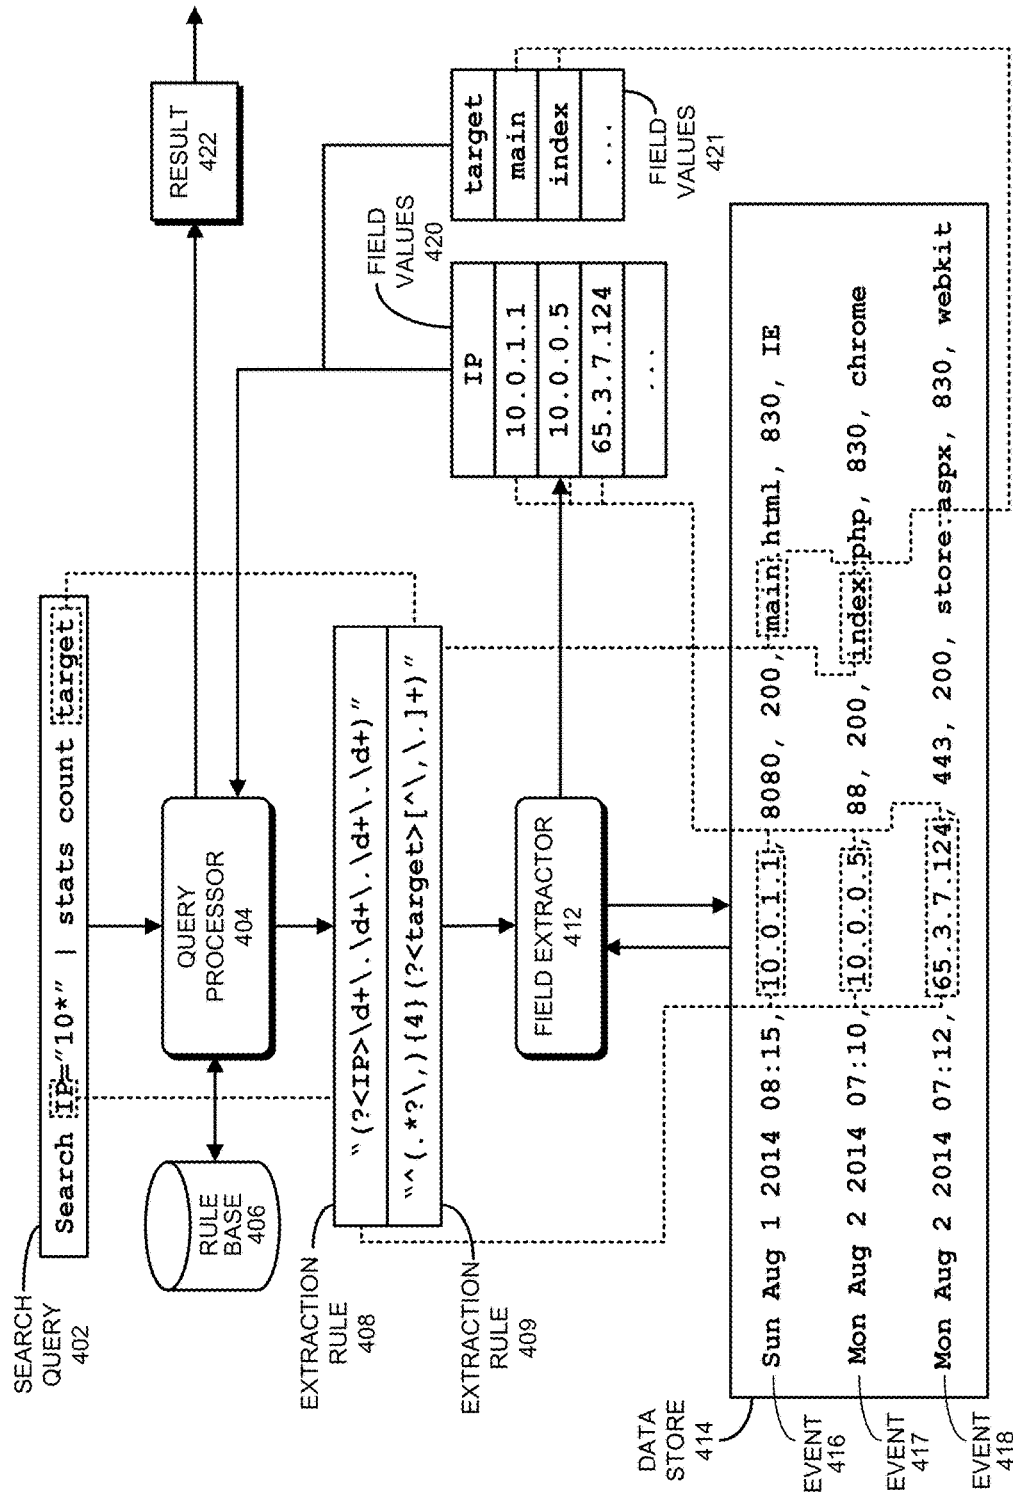 SEARCH
QUERY
402
Search IP="10*" | stats count target
RULE
BASE
406
QUERY
PROCESSOR
404
RESULT
422
EXTRACTION
RULE
408
"(?<IP>\d+\.\d+\.\d+\.\d+)"
"^(.*?\,){4}(?<target>[^\,\.]+)"
EXTRACTION
RULE
409
FIELD
VALUES
420
IP
10.0.1.1
10.0.0.5
65.3.7.124
...
target
main
index
...
FIELD
VALUES
421
FIELD EXTRACTOR
412
DATA
STORE
414
Sun Aug 1 2014 08:15, 10.0.1.1, 8080, 200, main.html, 830, IE
EVENT
416
Mon Aug 2 2014 07:10, 10.0.0.5, 88, 200, index.php, 830, chrome
EVENT
417
Mon Aug 2 2014 07:12, 65.3.7.124, 443, 200, store.aspx, 830, webkit
EVENT
418